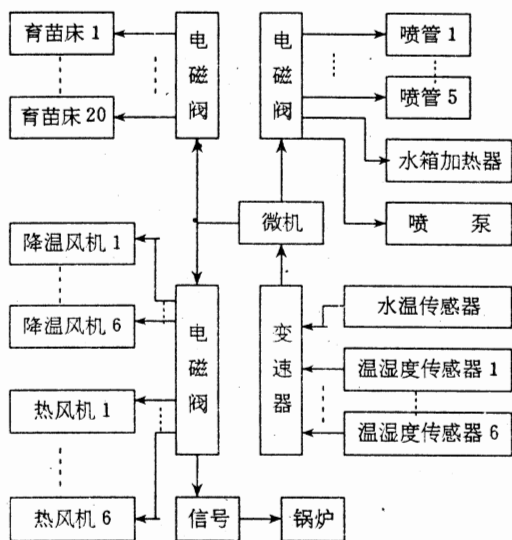 育苗床 1
育苗床 20
电磁阀
电磁阀
喷管 1
喷管 5
水箱加热器
喷 泵
微机
降温风机 1
降温风机 6
热风机 1
热风机 6
电磁阀
变速器
水温传感器
温湿度传感器 1
温湿度传感器 6
信号
锅炉